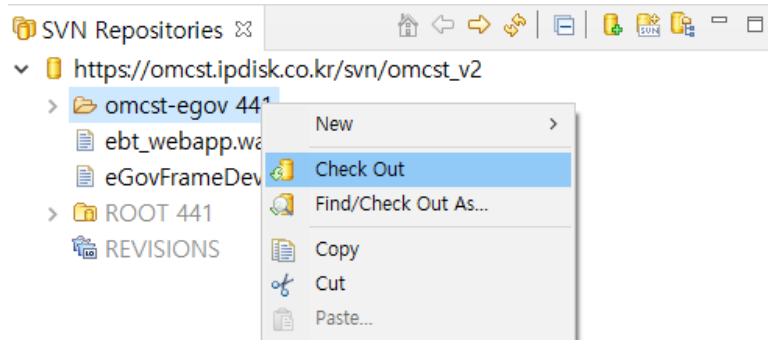 SVN Repositories
SVN
https://omcst.ipdisk.co.kr/svn/omcst_v2
omcst-egov 441
New
ebt_webapp.wa
Check Out
eGovFrameDev
Find/Check Out As...
ROOT 441
REVISIONS
Copy
Cut
Paste...